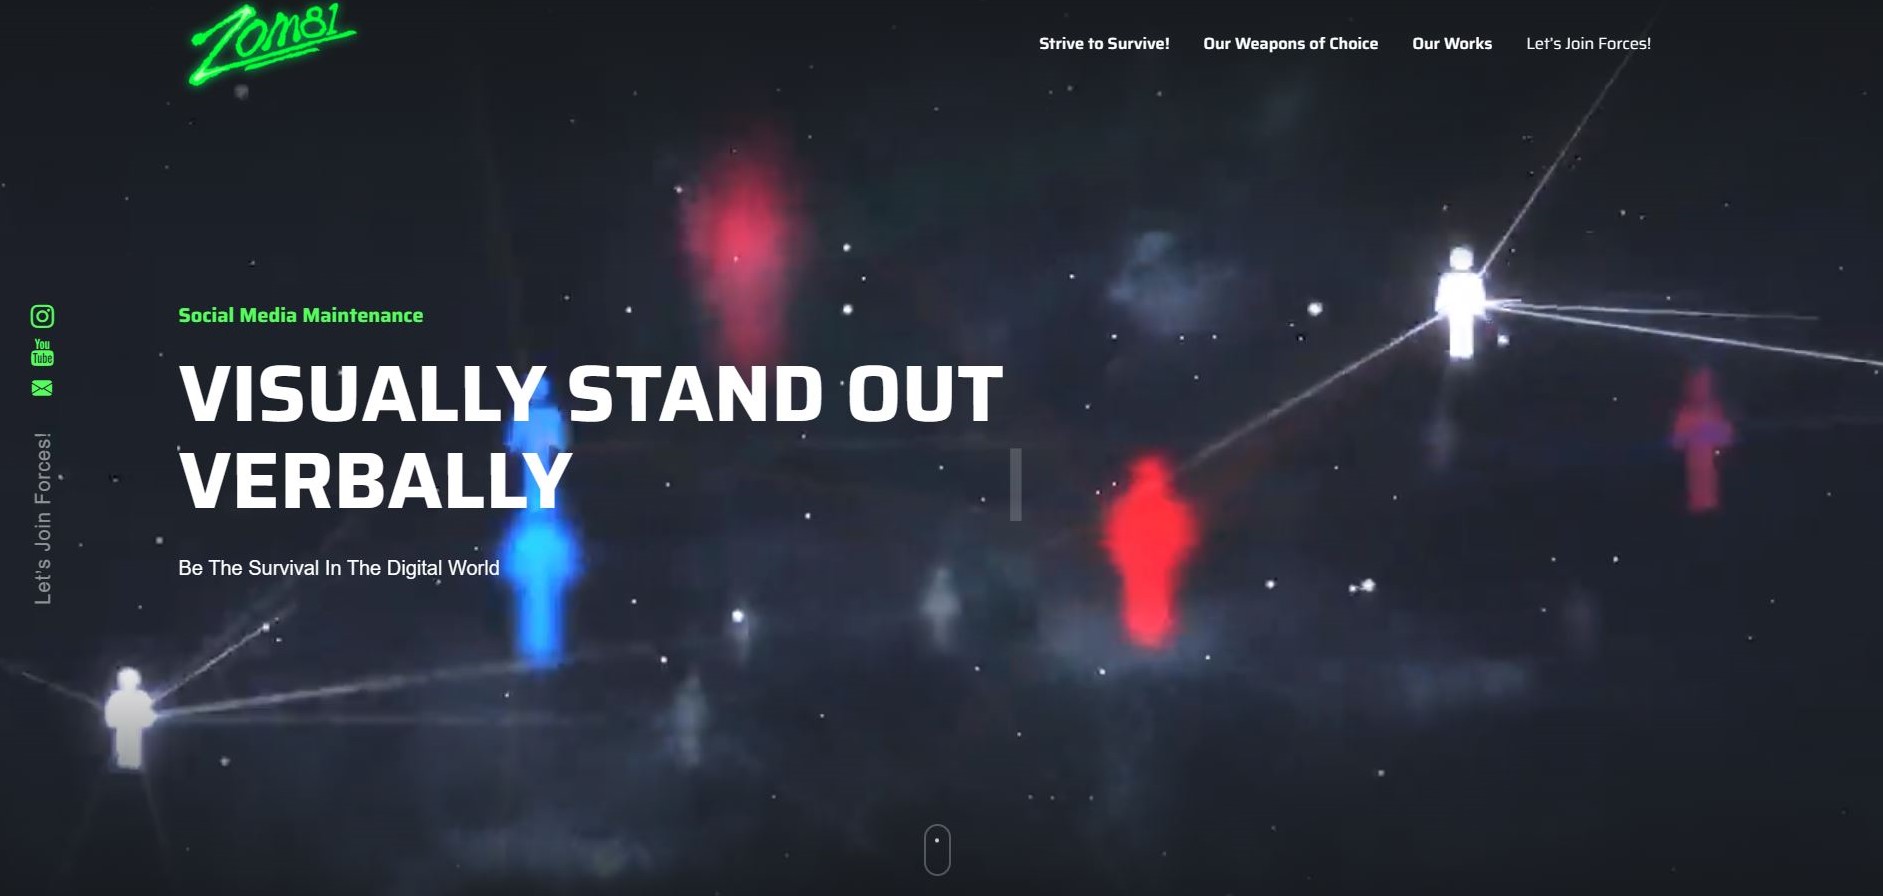 Zom81
Strive to Survive! Our Weapons of Choice Our Works Let's Join Forces!
Social Media Maintenance
VISUALLY STAND OUT
VERBALLY
Be The Survival In The Digital World
You
Tube
Let's Join Forces!